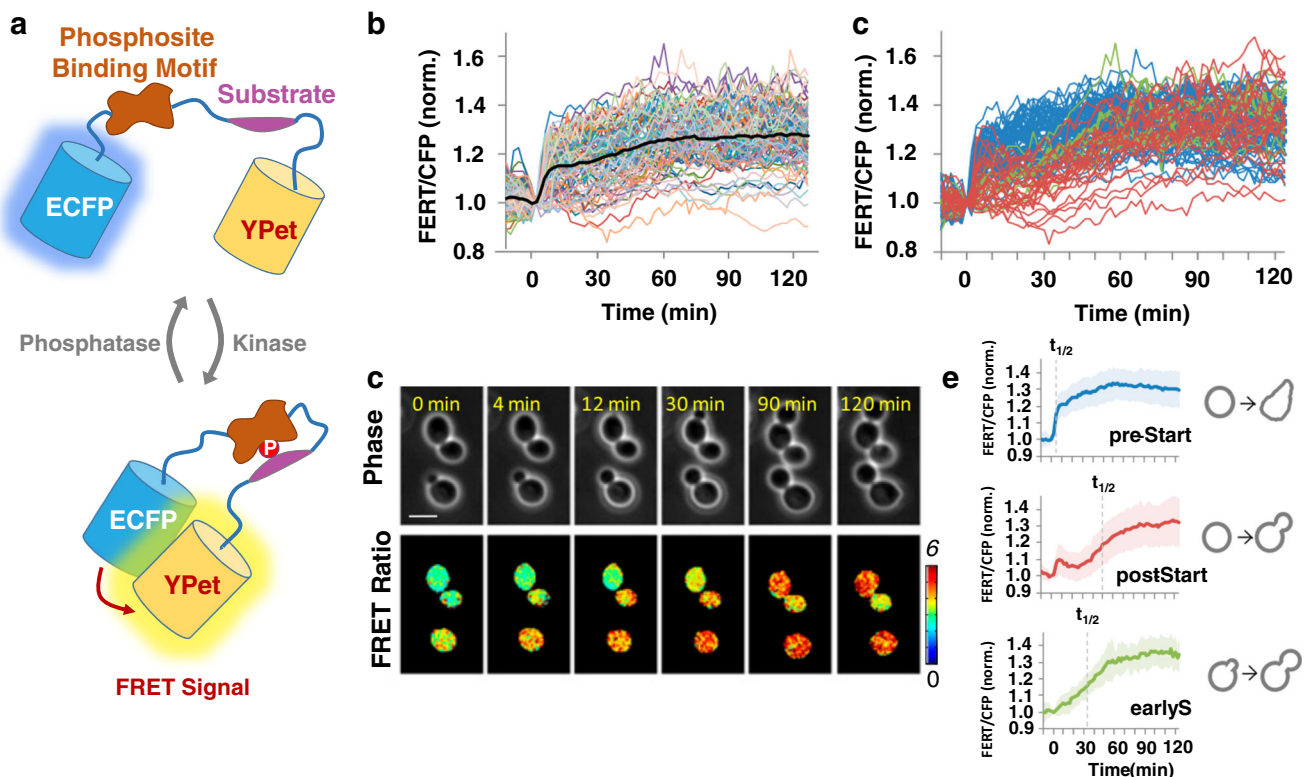 a
Phosphosite
Binding Motif
Substrate
ECFP
YPet
Phosphatase
Kinase
P
ECFP
YPet
FRET Signal
b
FERT/CFP (norm.)
1.6
1.4
1.2
1.0
0.8
0 30 60 90 120
Time (min)
c
FERT/CFP (norm.)
1.6
1.4
1.2
1.0
0.8
0 30 60 90 120
Time (min)
c
Phase
0 min 4 min 12 min 30 min 90 min 120 min
FRET Ratio
6
0
e
t1/2
FERT/CFP (norm.)
1.4
1.3
1.2
1.1
1.0
0.9
pre-Start
t1/2
FERT/CFP (norm.)
1.4
1.3
1.2
1.1
1.0
0.9
postStart
t1/2
FERT/CFP (norm.)
1.4
1.3
1.2
1.1
1.0
0.9
earlyS
0 30 60 90 120
Time(min)